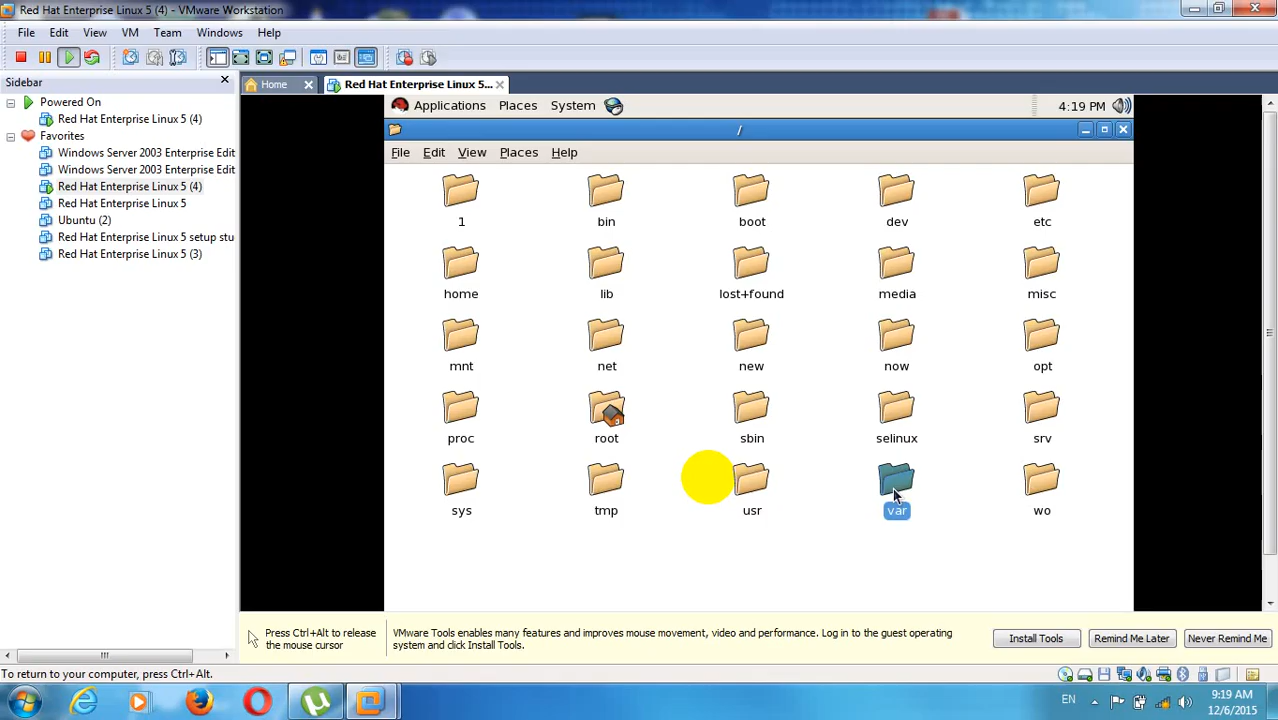 Red Hat Enterprise Linux 5 (4) - VMware Workstation
File Edit View VM Team Windows Help
Sidebar
Home
Red Hat Enterprise Linux 5...
Powered On
Red Hat Enterprise Linux 5 (4)
Favorites
Windows Server 2003 Enterprise Edit
Windows Server 2003 Enterprise Edit
Red Hat Enterprise Linux 5 (4)
Red Hat Enterprise Linux 5
Ubuntu (2)
Red Hat Enterprise Linux 5 setup stu
Red Hat Enterprise Linux 5 (3)
Applications Places System
4:19 PM
/
File Edit View Places Help
1 bin boot dev etc
home lib lost+found media misc
mnt net new now opt
proc root sbin selinux srv
sys tmp usr var wo
Press Ctrl+Alt to release
the mouse cursor
VMware Tools enables many features and improves mouse movement, video and performance. Log in to the guest operating
system and click Install Tools.
Install Tools
Remind Me Later
Never Remind Me
To return to your computer, press Ctrl+Alt.
EN
9:19 AM
12/6/2015